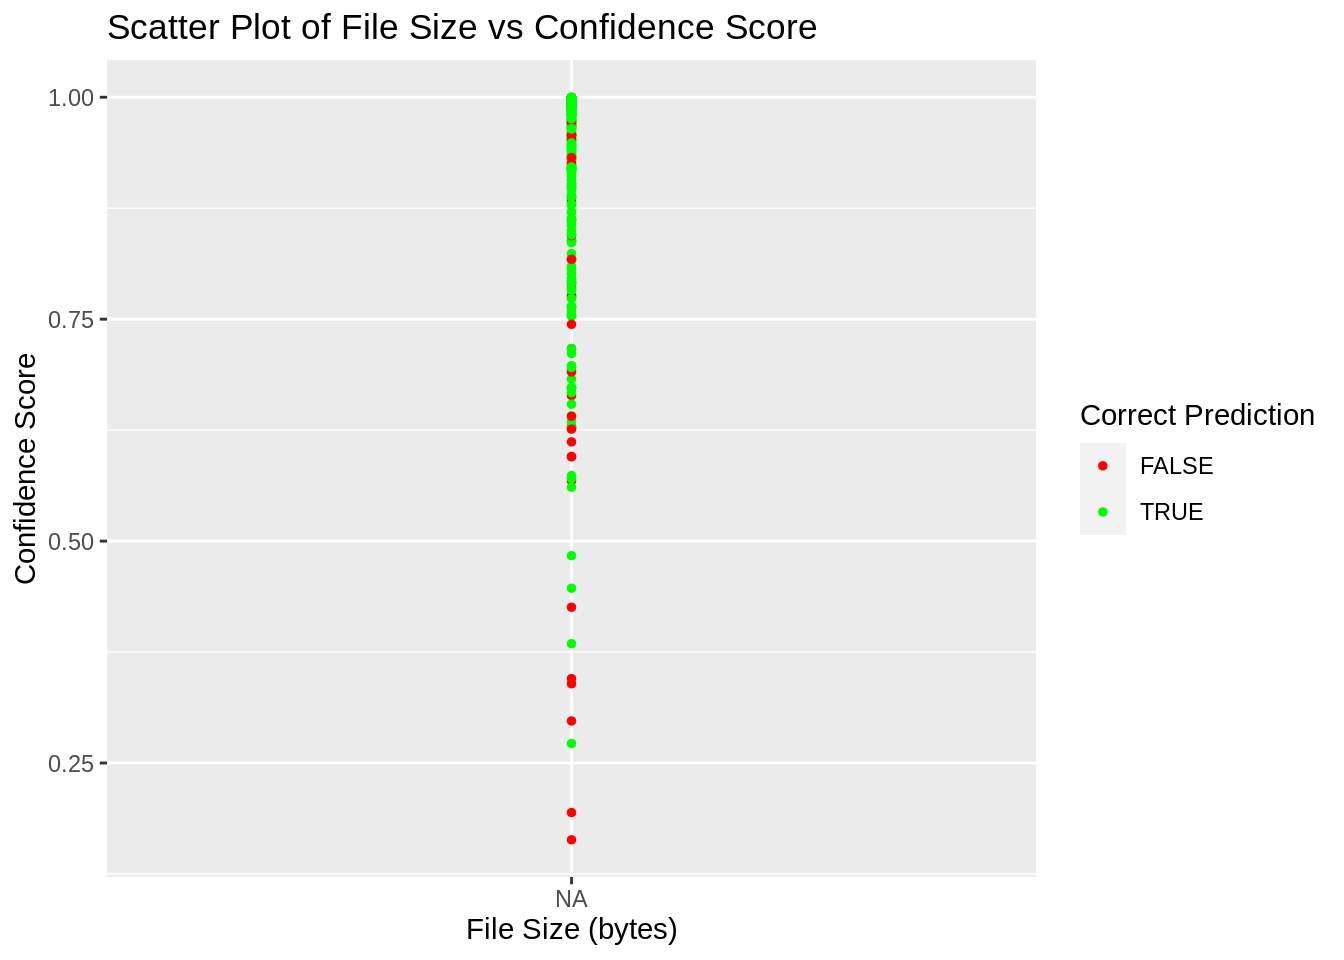 Scatter Plot of File Size vs Confidence Score
1.00
0.75
0.50
0.25
Confidence Score
NA
File Size (bytes)
Correct Prediction
FALSE
TRUE